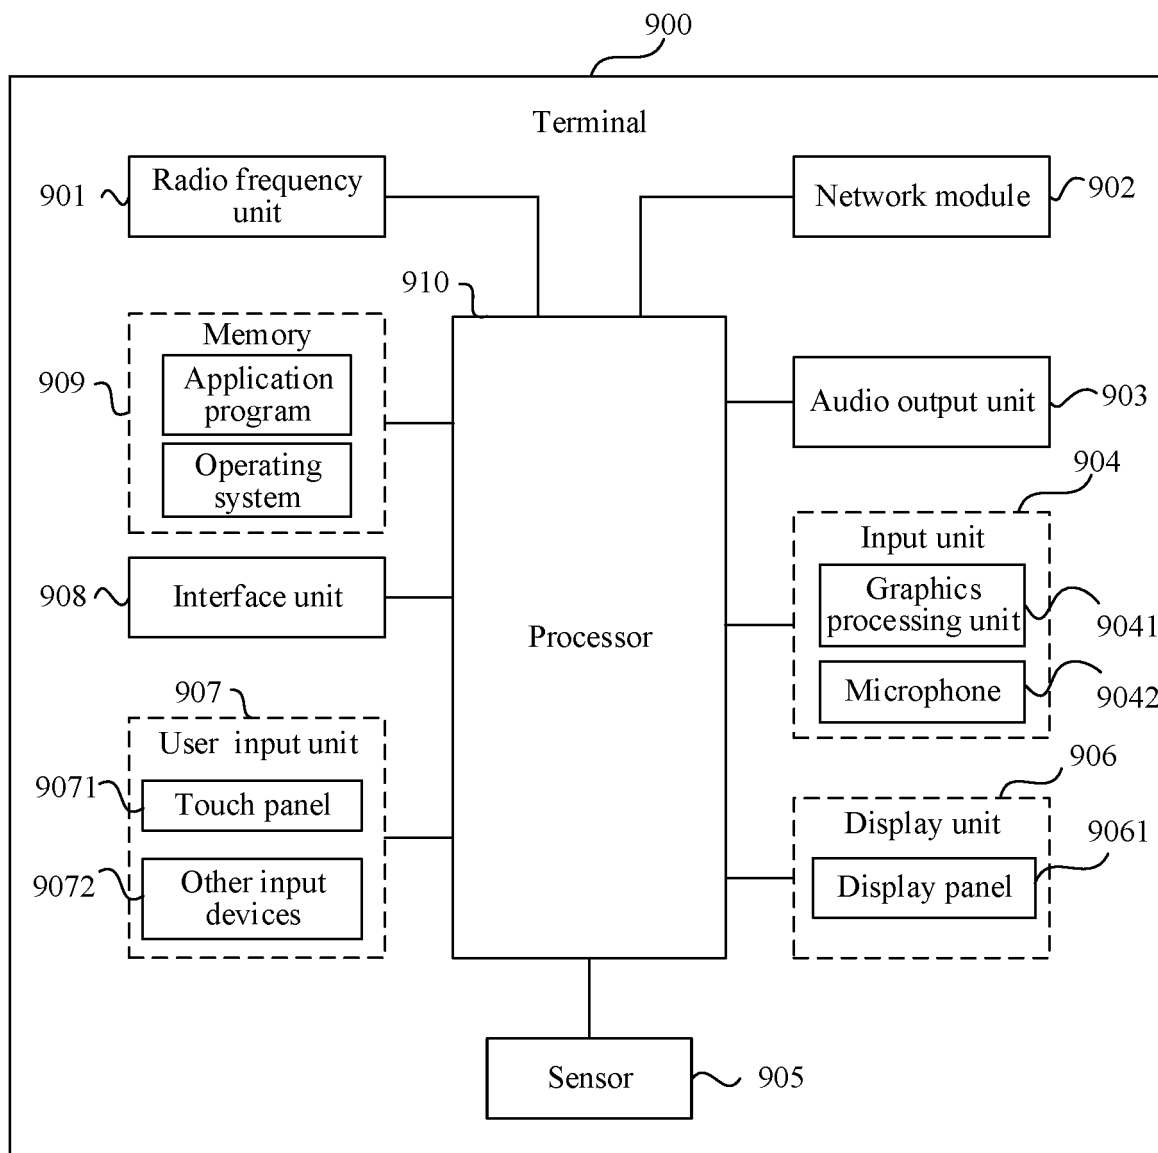 900
Terminal
901
Radio frequency
unit
Network module
902
910
909
Memory
Application
program
Operating
system
Audio output unit
903
904
Input unit
Graphics
processing unit
9041
Microphone
9042
908
Interface unit
Processor
907
User input unit
9071
Touch panel
9072
Other input
devices
906
Display unit
9061
Display panel
Sensor
905